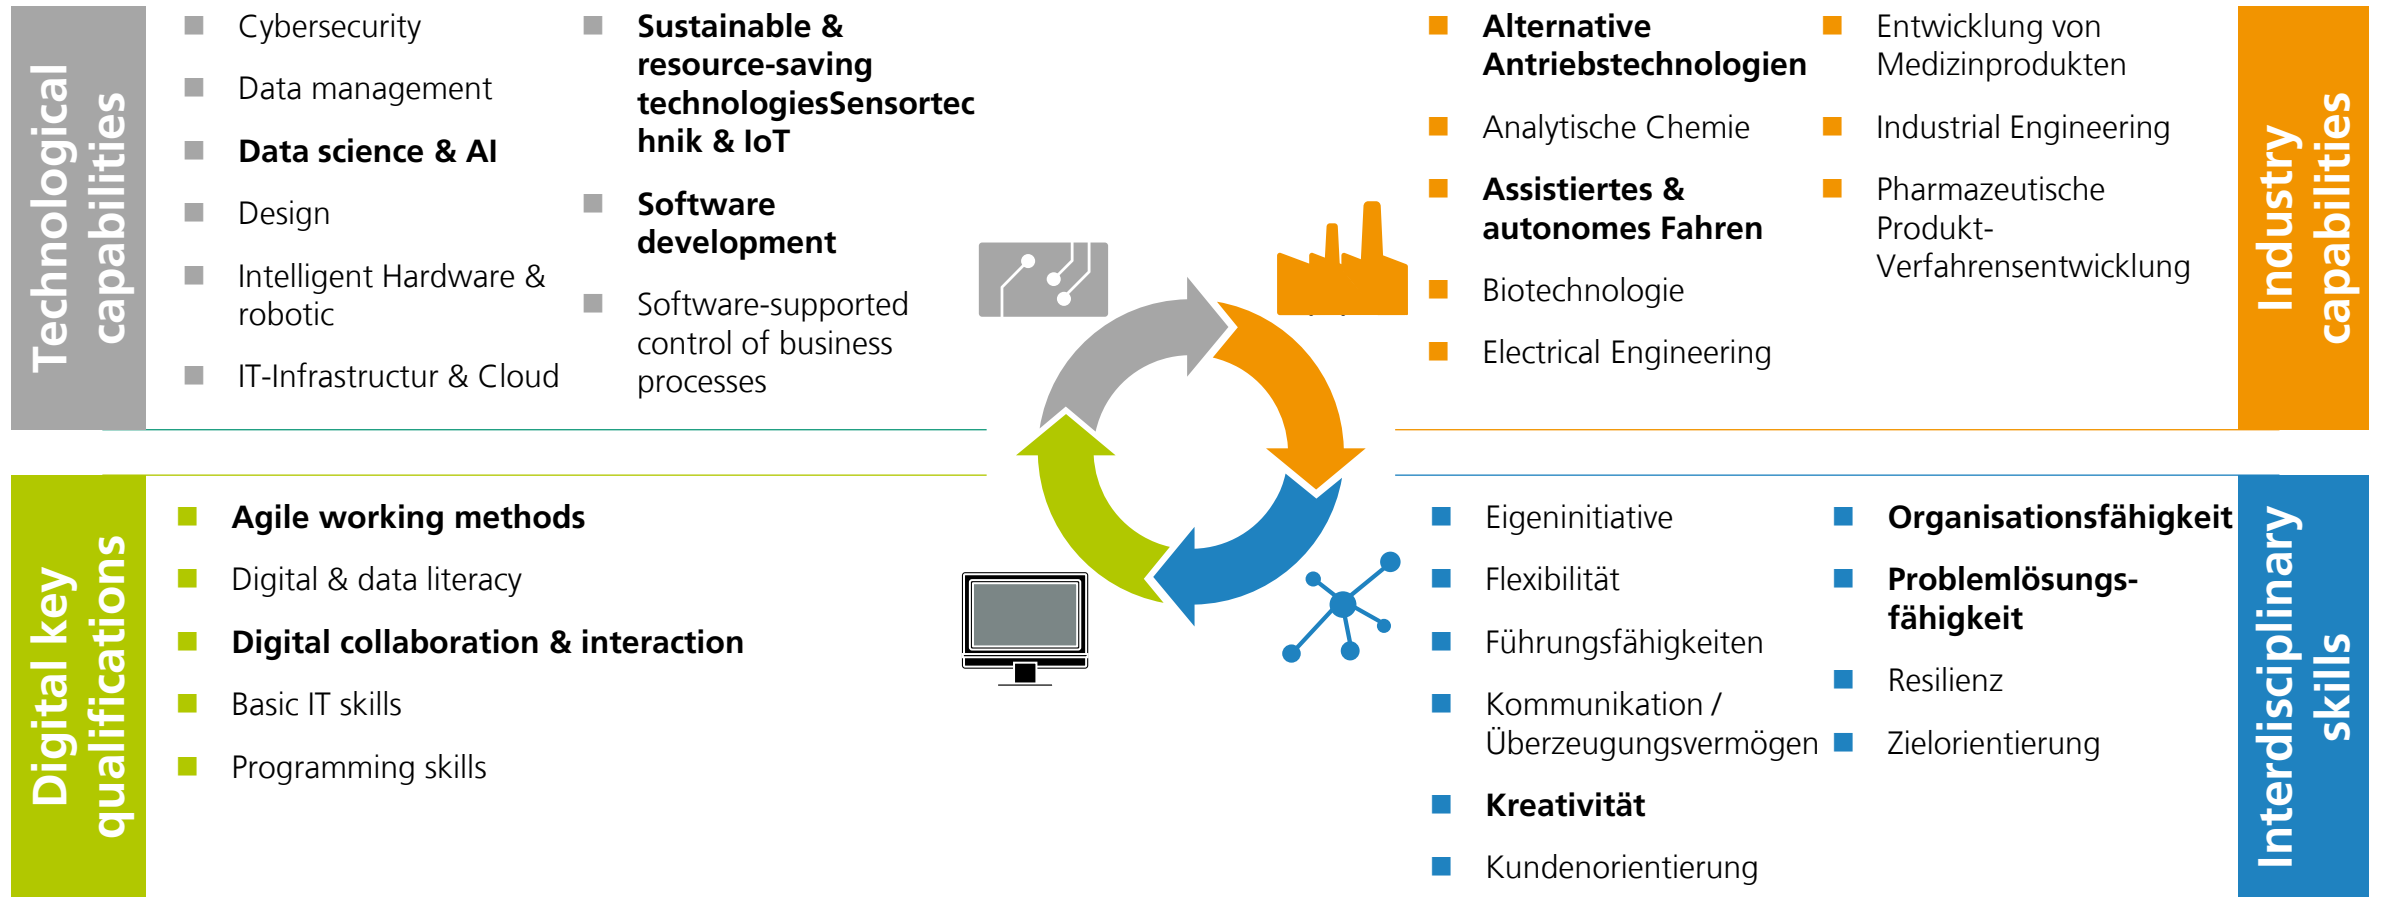 Technological
capabilities
Cybersecurity
Data management
Data science & AI
Design
Intelligent Hardware &
robotic
IT-Infrastructur & Cloud
Sustainable &
resource-saving
technologiesSensortec
hnik & IoT
Software
development
Software-supported
control of business
processes
Alternative
Antriebstechnologien
Analytische Chemie
Assistiertes &
autonomes Fahren
Biotechnologie
Electrical Engineering
Entwicklung von
Medizinprodukten
Industrial Engineering
Pharmazeutische
Produkt-
Verfahrensentwicklung
Industry
capabilities
Digital key
qualifications
Agile working methods
Digital & data literacy
Digital collaboration & interaction
Basic IT skills
Programming skills
Eigeninitiative
Flexibilität
Führungsfähigkeiten
Kommunikation /
Überzeugungsvermögen
Kreativität
Kundenorientierung
Organisationsfähigkeit
Problemlösungs-
fähigkeit
Resilienz
Zielorientierung
Interdisciplinary
skills